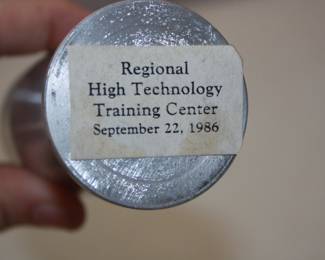 Regional
High Technology
Training Center
September 22, 1986